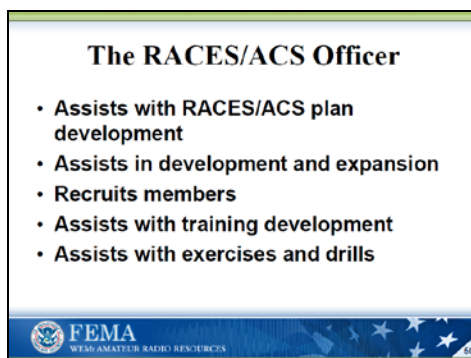 The RACES/ACS Officer
• Assists with RACES/ACS plan
development
• Assists in development and expansion
• Recruits members
• Assists with training development
• Assists with exercises and drills
FEMA
WEM: AMATEUR RADIO RESOURCES